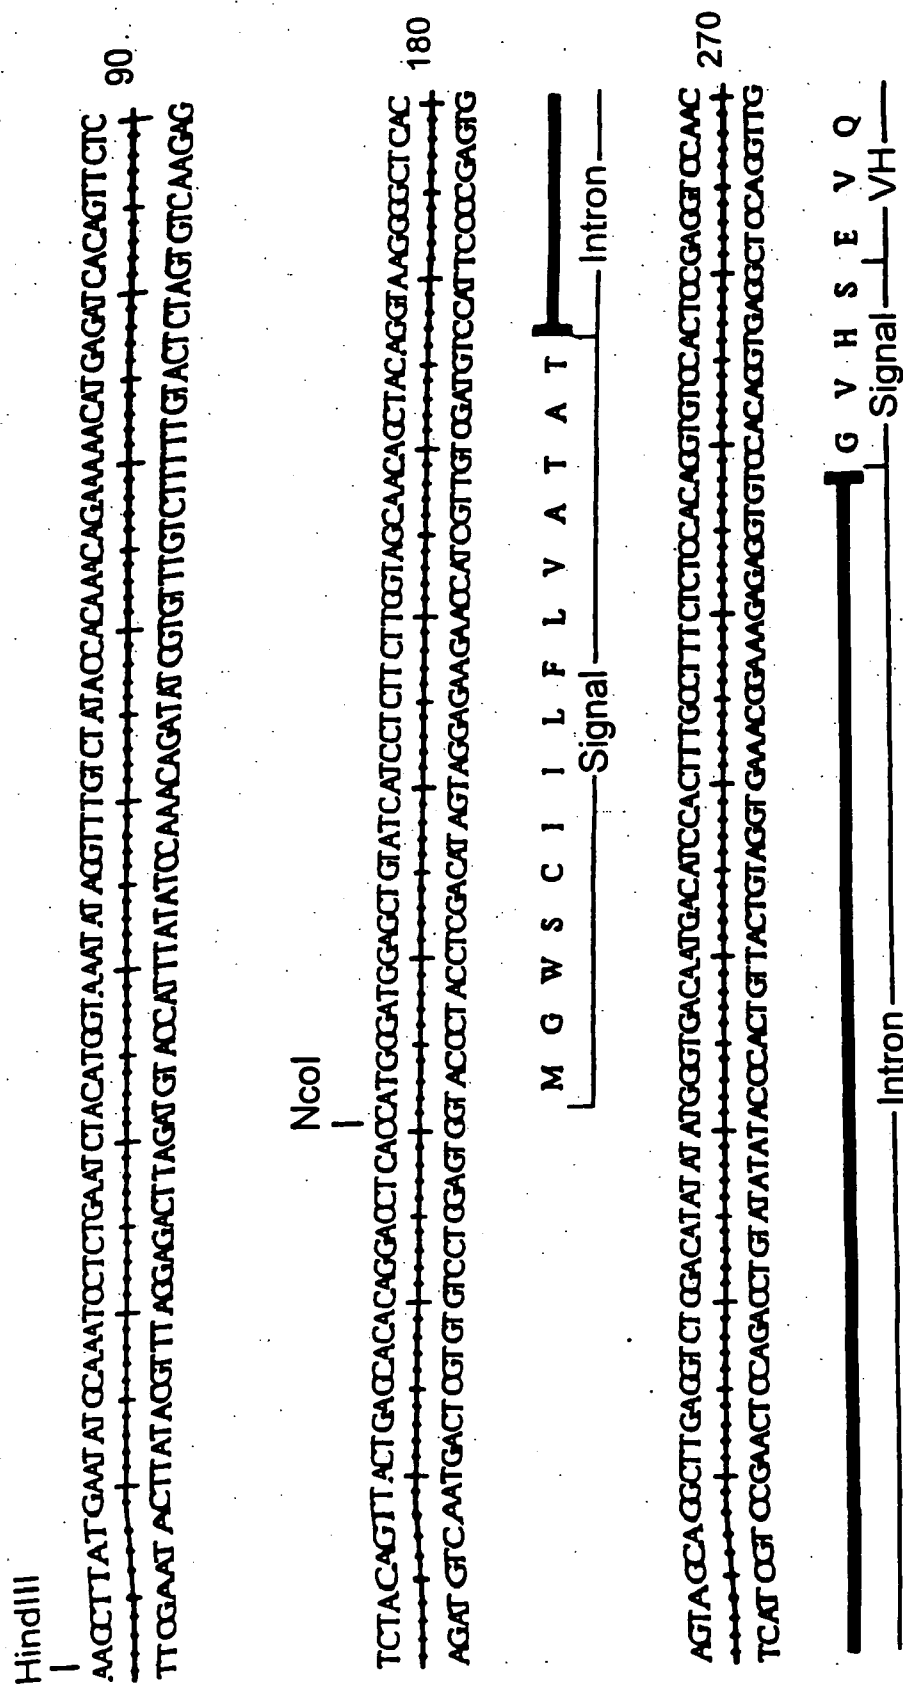 HindIII
AAGCTTATGAATATGCAAATCCTCTGAATCTACATGGTAAATATAGGTTTGTCTATACCACAAACAGAAAAACATGAGATCACAGTTCTC
90
TTCGAATACTTATACGTTTAGGAGACTTAGATGTACCATTTATATCCAAACAGATATGGTGTTTGTCTTTTTGTACTCTAGTGTCAAGAG
NcoI
TCTACAGTTACTGAGCACACAGGACCTCACCATGGGATGGAGCTGTATCATCCTCTTCTTGGTAGCAACAGCTACAGGTAAGGGGCTCAC
180
AGATGTCAATGACTCGTGTGTCCTGGAGTGGTACCCTACCTCGACATAGTAGGAGAAGAACCATCGTTGTCGATGTCCATTCCCCGAGTG
M G W S C I I L F L V A T A T
Signal Intron
AGTAGCAGGCTTGAGGTCTGGACATATATATGGGTGACAATGACATCCACTTTGCCTTTCTCTCCACAGGTGTCCACTCCGAGGTCCAAC
270
TCATCGTCCGAACTCCAGACCTGTATATATACCCACTGTTACTGTAGGTGAAACGGAAAGAGAGGTGTCCACAGGTGAGGCTCCAGGTTG
G V H S E V Q
Intron Signal VH